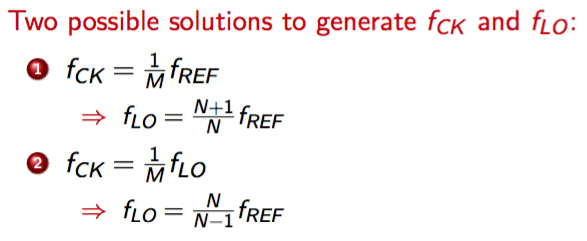 Two possible solutions to generate f_CK and f_LO:
1 f_CK = 1/M f_REF
⇒ f_LO = N+1/N f_REF
2 f_CK = 1/M f_LO
⇒ f_LO = N/N−1 f_REF